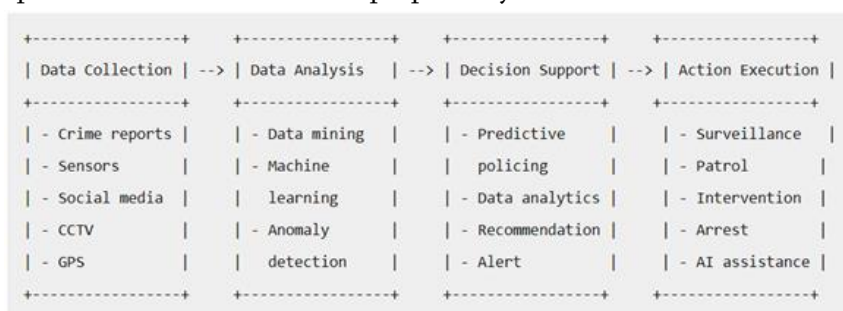 +----------------+ +----------------+ +----------------+ +----------------+
| Data Collection | --> | Data Analysis | --> | Decision Support | --> | Action Execution |
+----------------+ +----------------+ +----------------+ +----------------+
| - Crime reports | | - Data mining | | - Predictive | | - Surveillance |
| - Sensors | | - Machine | | policing | | - Patrol |
| - Social media | | learning | | - Data analytics | | - Intervention |
| - CCTV | | - Anomaly | | - Recommendation | | - Arrest |
| - GPS | | detection | | - Alert | | - AI assistance |
+----------------+ +----------------+ +----------------+ +----------------+